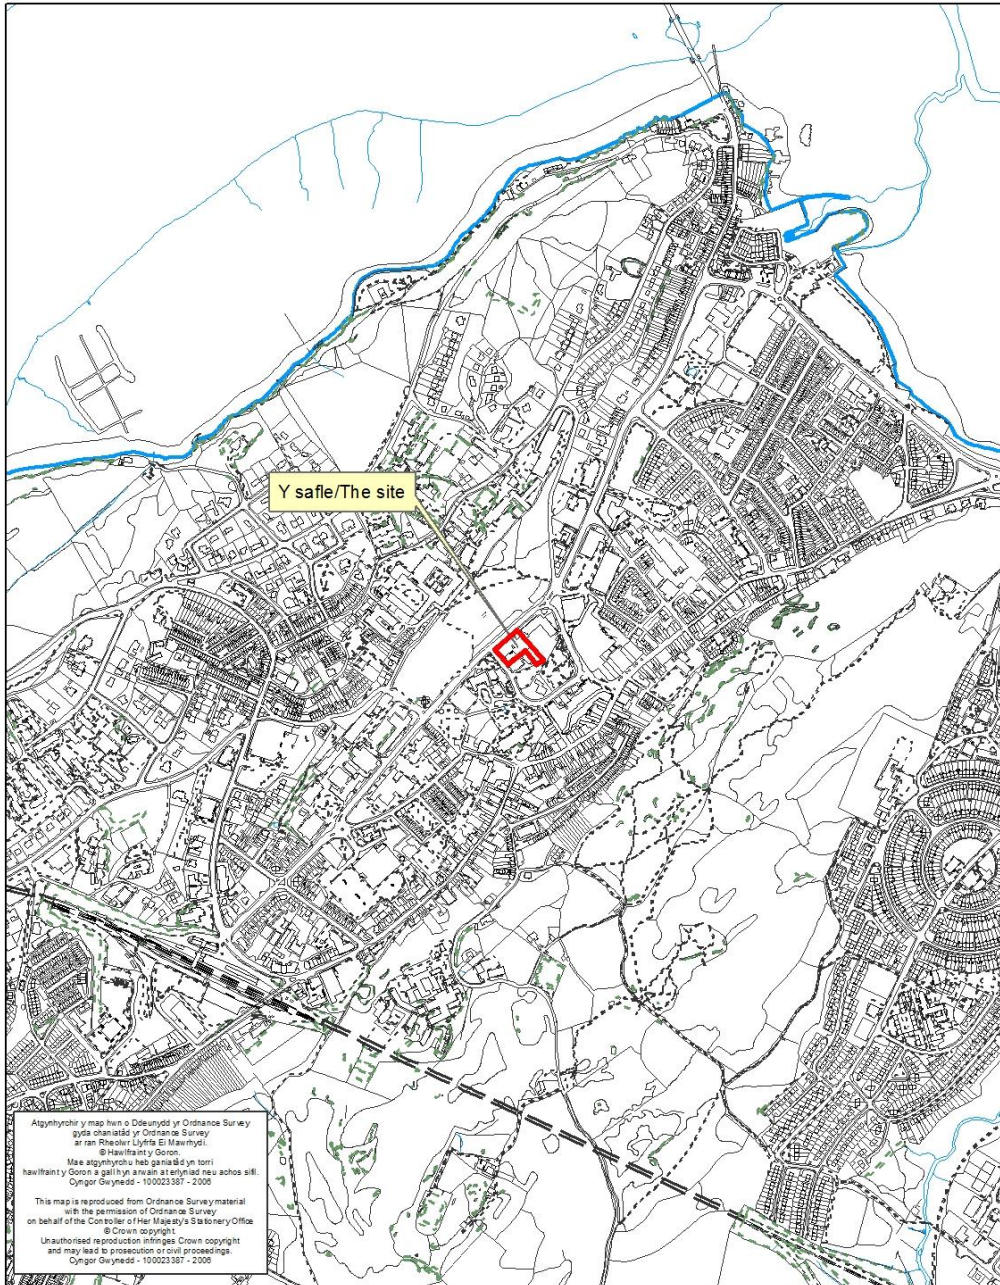 Y safle/The site
Atgynhyrchir y map hwn o Ddeunydd yr Ordnance Survey
gyda chaniatâd yr Ordnance Survey
ar ran Rheolwr Llyfrfa Ei Mawrhydi.
© Hawlfraint y Goron.
Mae atgynhyrchu heb ganiatâd yn torri
hawlfraint y Goron a gall hyn arwain at erlyniad neu achos sifil.
Cyngor Gwynedd - 100023387 - 2006
This map is reproduced from Ordnance Survey material
with the permission of Ordnance Survey
on behalf of the Controller of Her Majesty's Stationery Office
© Crown copyright.
Unauthorised reproduction infringes Crown copyright
and may lead to prosecution or civil proceedings.
Cyngor Gwynedd - 100023387 - 2006